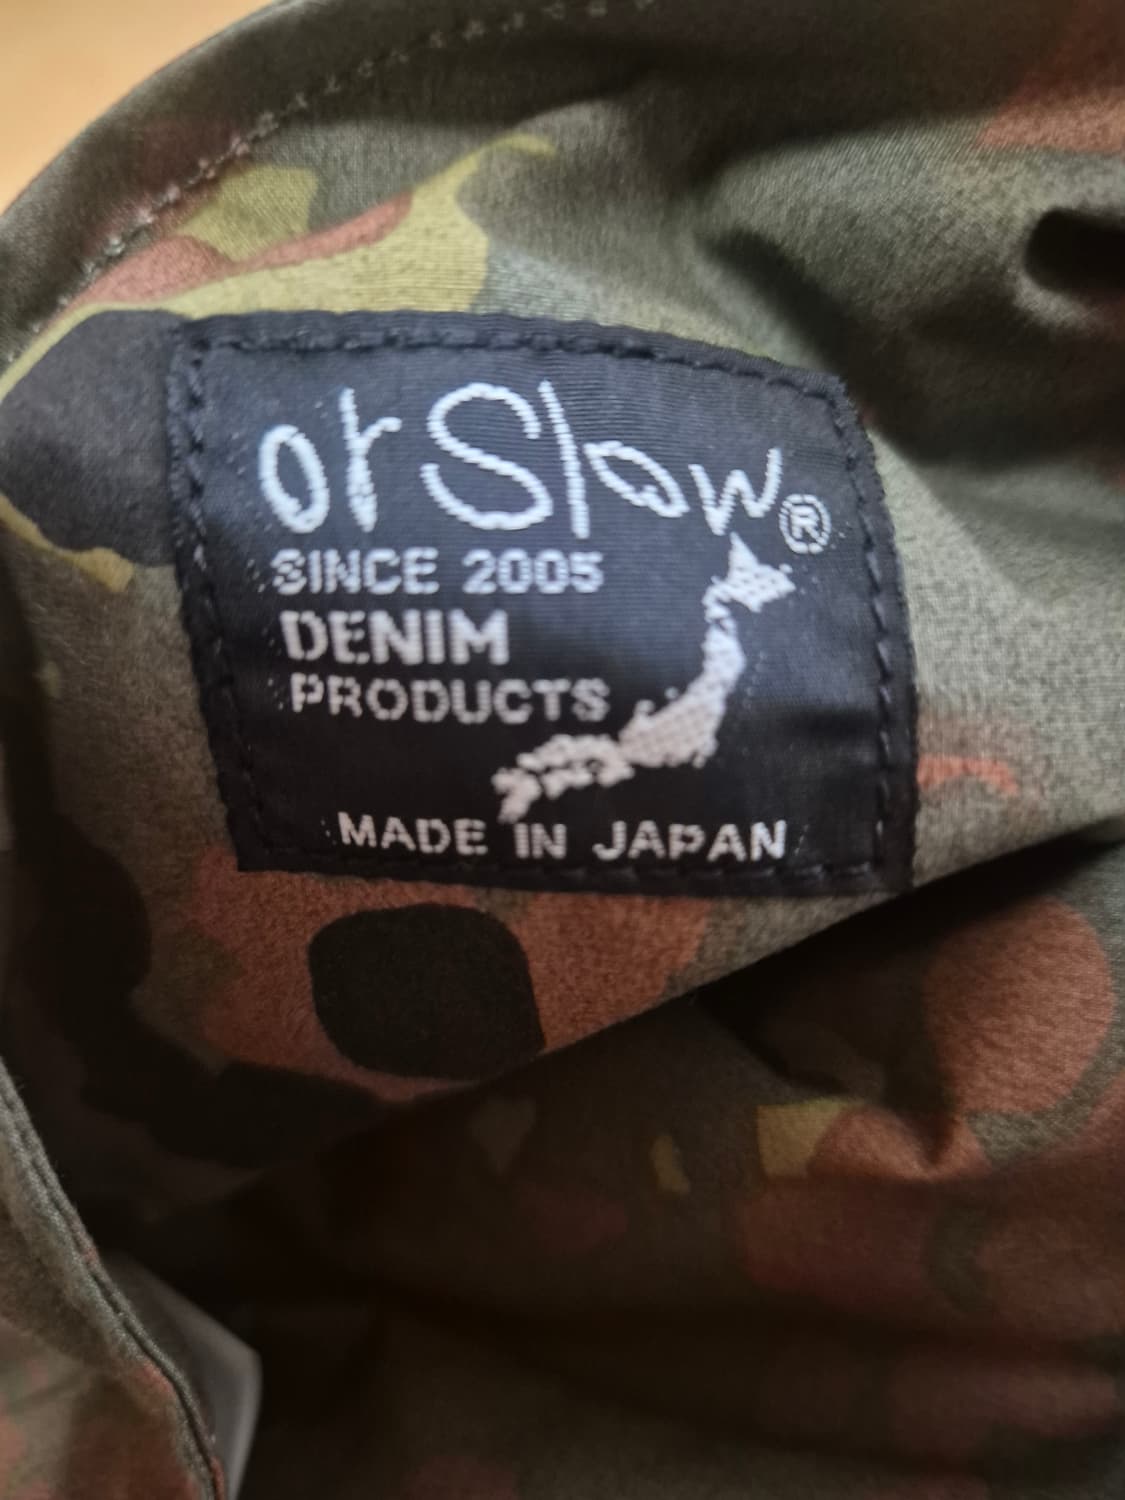 orSlow®
SINCE 2005
DENIM
PRODUCTS
MADE IN JAPAN